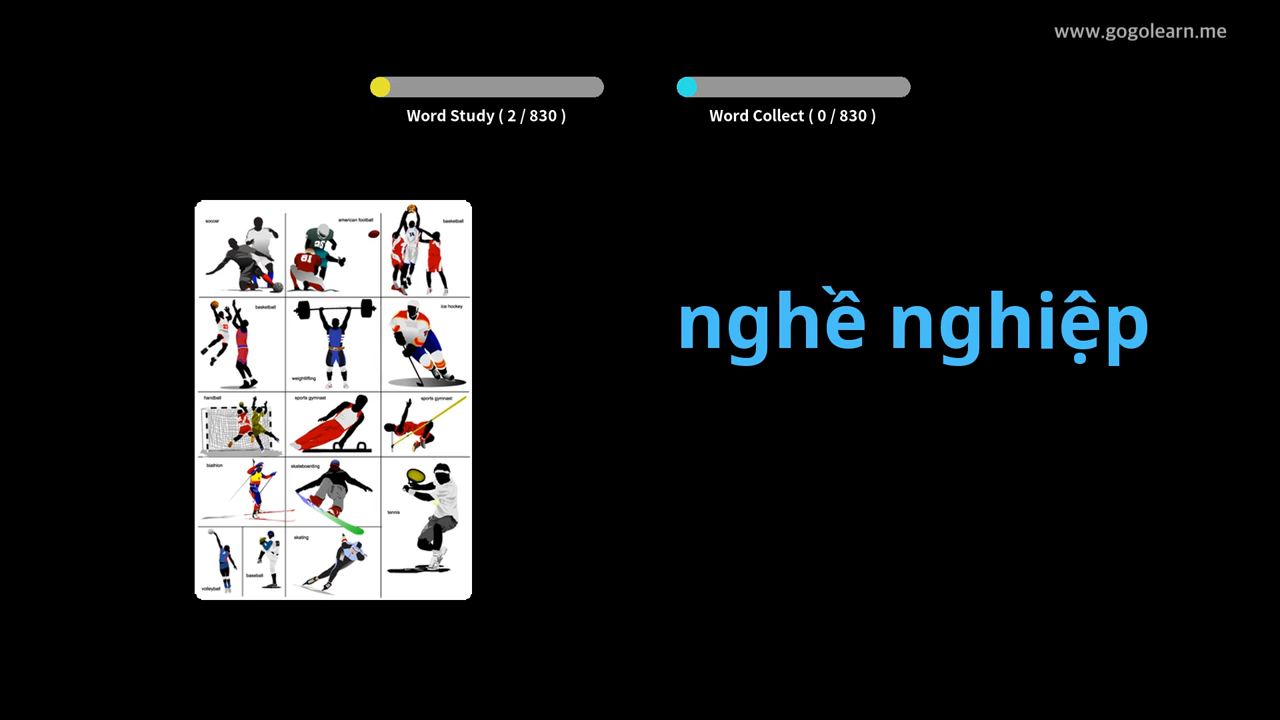 www.gogolearn.me
Word Study ( 2 / 830 )
Word Collect ( 0 / 830 )
nghề nghiệp
soccer
american football
basketball
basketball
weightlifting
ice hockey
handball
sports gymnast
sports gymnast
biathlon
skateboarding
tennis
volleyball
baseball
skating